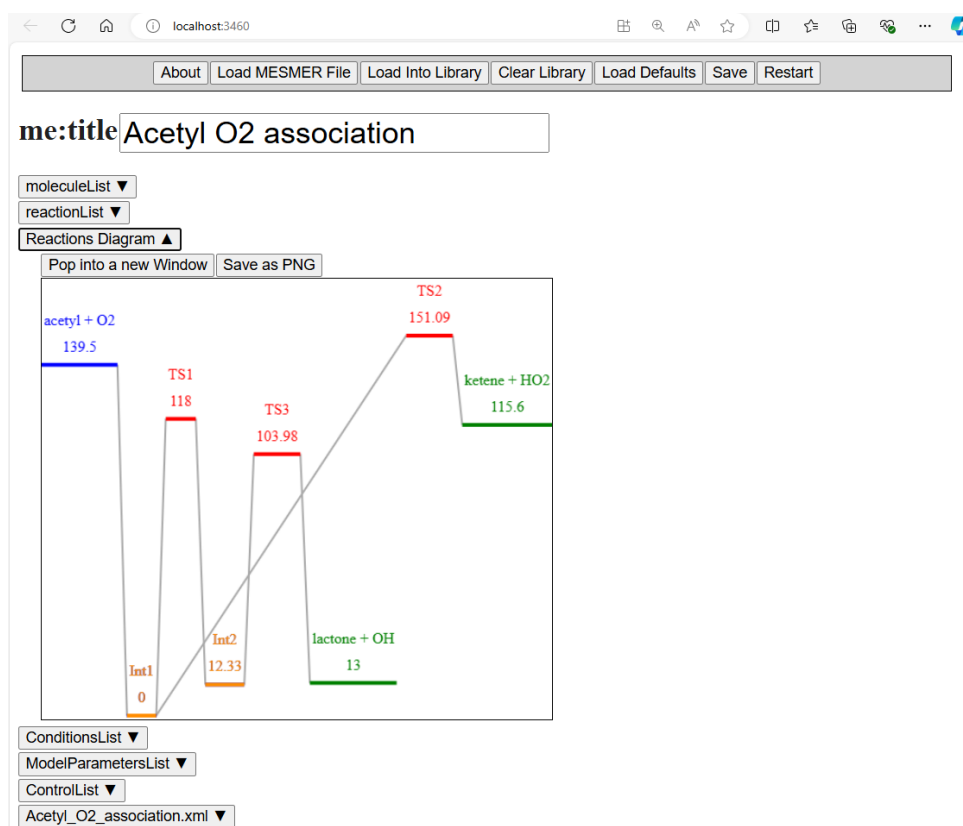 localhost:3460
About Load MESMER File Load Into Library Clear Library Load Defaults Save Restart
me:title Acetyl O2 association
moleculeList ▼
reactionList ▼
Reactions Diagram ▲
Pop into a new Window Save as PNG
TS2
151.09
acetyl + O2
139.5
TS1
118
ketene + HO2
115.6
TS3
103.98
Int2
12.33
lactone + OH
13
Int1
0
ConditionsList ▼
ModelParametersList ▼
ControlList ▼
Acetyl_O2_association.xml ▼